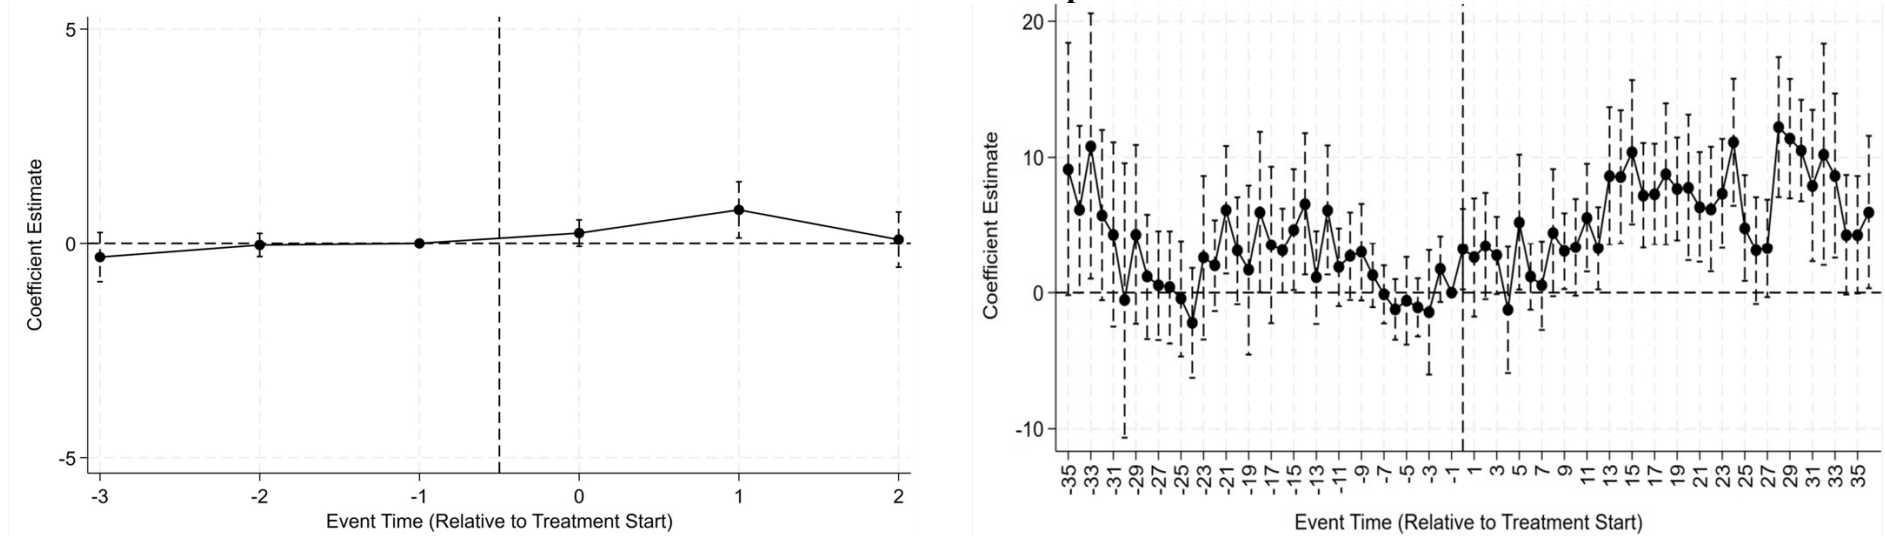 5
0
-5
Coefficient Estimate
-3 -2 -1 0 1 2
Event Time (Relative to Treatment Start)
20
10
0
-10
Coefficient Estimate
-35 -33 -31 -29 -27 -25 -23 -21 -19 -17 -15 -13 -11 -9 -7 -5 -3 -1 1 3 5 7 9 11 13 15 17 19 21 23 25 27 29 31 33 35
Event Time (Relative to Treatment Start)